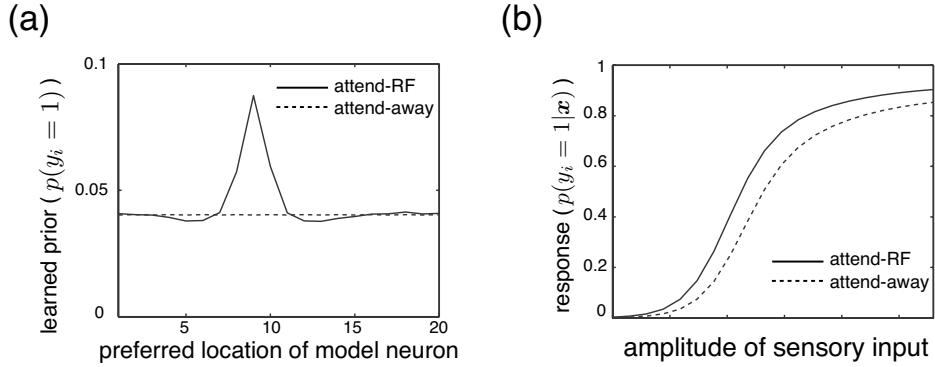 (a)
0.1
0.05
0
learned prior ( p(y_i = 1) )
attend-RF
attend-away
5
10
15
20
preferred location of model neuron
(b)
1
0.8
0.6
0.4
0.2
0
response ( p(y_i = 1|x) )
attend-RF
attend-away
amplitude of sensory input